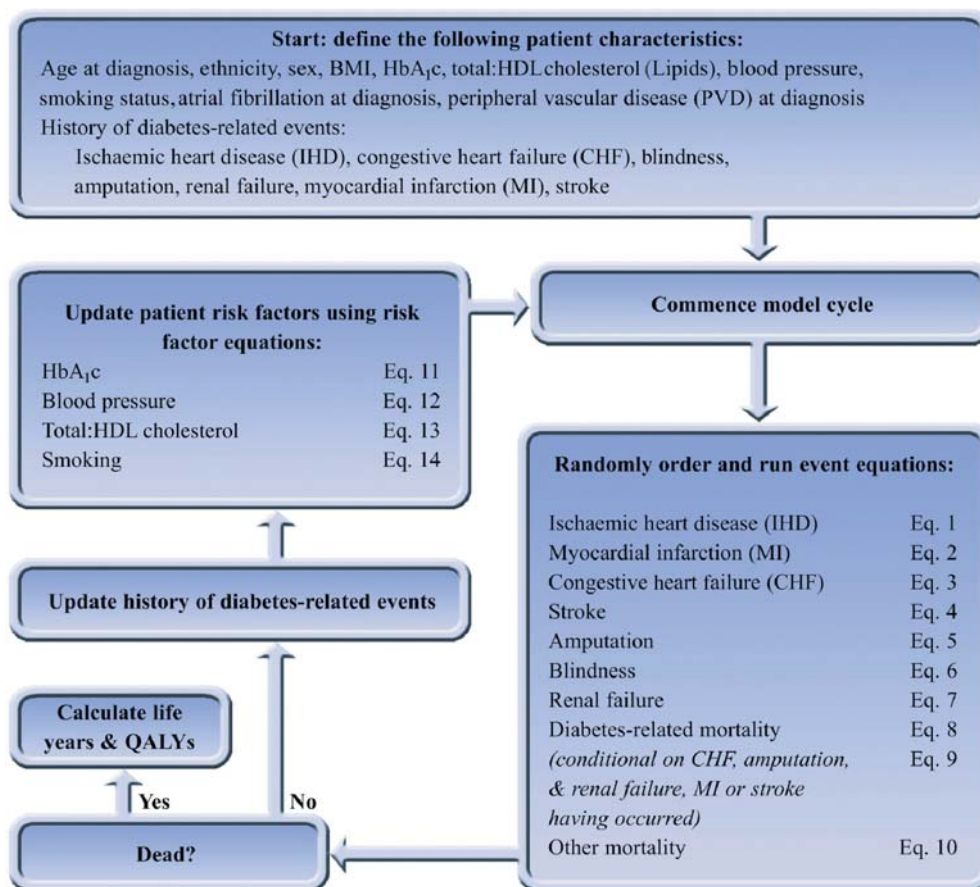 Start: define the following patient characteristics:
Age at diagnosis, ethnicity, sex, BMI, HbA₁c, total:HDL cholesterol (Lipids), blood pressure,
smoking status, atrial fibrillation at diagnosis, peripheral vascular disease (PVD) at diagnosis
History of diabetes-related events:
Ischaemic heart disease (IHD), congestive heart failure (CHF), blindness,
amputation, renal failure, myocardial infarction (MI), stroke
Commence model cycle
Randomly order and run event equations:
Ischaemic heart disease (IHD) Eq. 1
Myocardial infarction (MI) Eq. 2
Congestive heart failure (CHF) Eq. 3
Stroke Eq. 4
Amputation Eq. 5
Blindness Eq. 6
Renal failure Eq. 7
Diabetes-related mortality Eq. 8
(conditional on CHF, amputation, Eq. 9
& renal failure, MI or stroke
having occurred)
Other mortality Eq. 10
Dead?
Yes
No
Calculate life
years & QALYs
Update history of diabetes-related events
Update patient risk factors using risk
factor equations:
HbA₁c Eq. 11
Blood pressure Eq. 12
Total:HDL cholesterol Eq. 13
Smoking Eq. 14